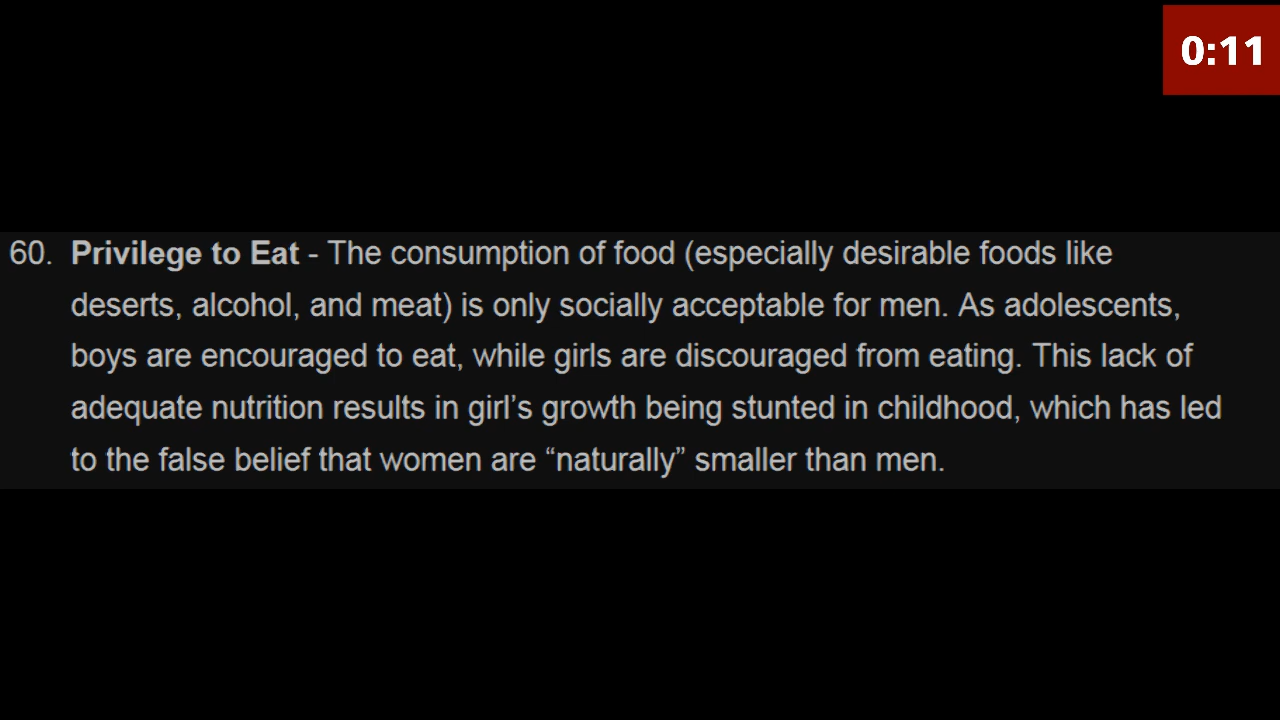 0:11
60. Privilege to Eat - The consumption of food (especially desirable foods like
deserts, alcohol, and meat) is only socially acceptable for men. As adolescents,
boys are encouraged to eat, while girls are discouraged from eating. This lack of
adequate nutrition results in girl’s growth being stunted in childhood, which has led
to the false belief that women are “naturally” smaller than men.